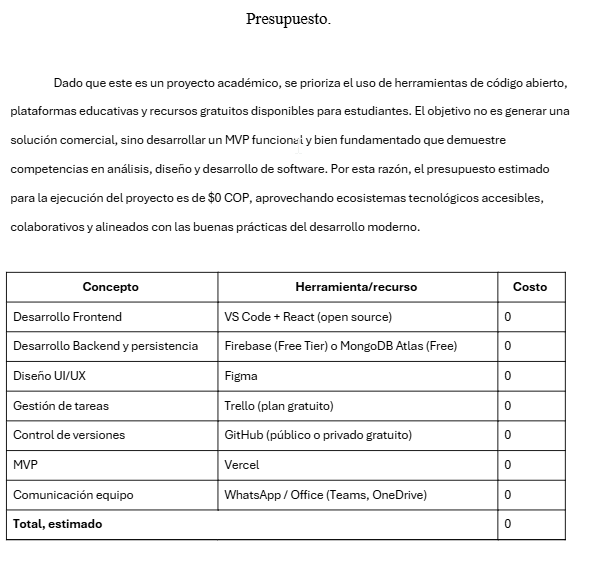 Presupuesto.
Dado que este es un proyecto académico, se prioriza el uso de herramientas de código abierto,
plataformas educativas y recursos gratuitos disponibles para estudiantes. El objetivo no es generar una
solución comercial, sino desarrollar un MVP funcional y bien fundamentado que demuestre
competencias en análisis, diseño y desarrollo de software. Por esta razón, el presupuesto estimado
para la ejecución del proyecto es de $0 COP, aprovechando ecosistemas tecnológicos accesibles,
colaborativos y alineados con las buenas prácticas del desarrollo moderno.
Concepto Herramienta/recurso Costo
Desarrollo Frontend VS Code + React (open source) 0
Desarrollo Backend y persistencia Firebase (Free Tier) o MongoDB Atlas (Free) 0
Diseño UI/UX Figma 0
Gestión de tareas Trello (plan gratuito) 0
Control de versiones GitHub (público o privado gratuito) 0
MVP Vercel 0
Comunicación equipo WhatsApp / Office (Teams, OneDrive) 0
Total, estimado 0